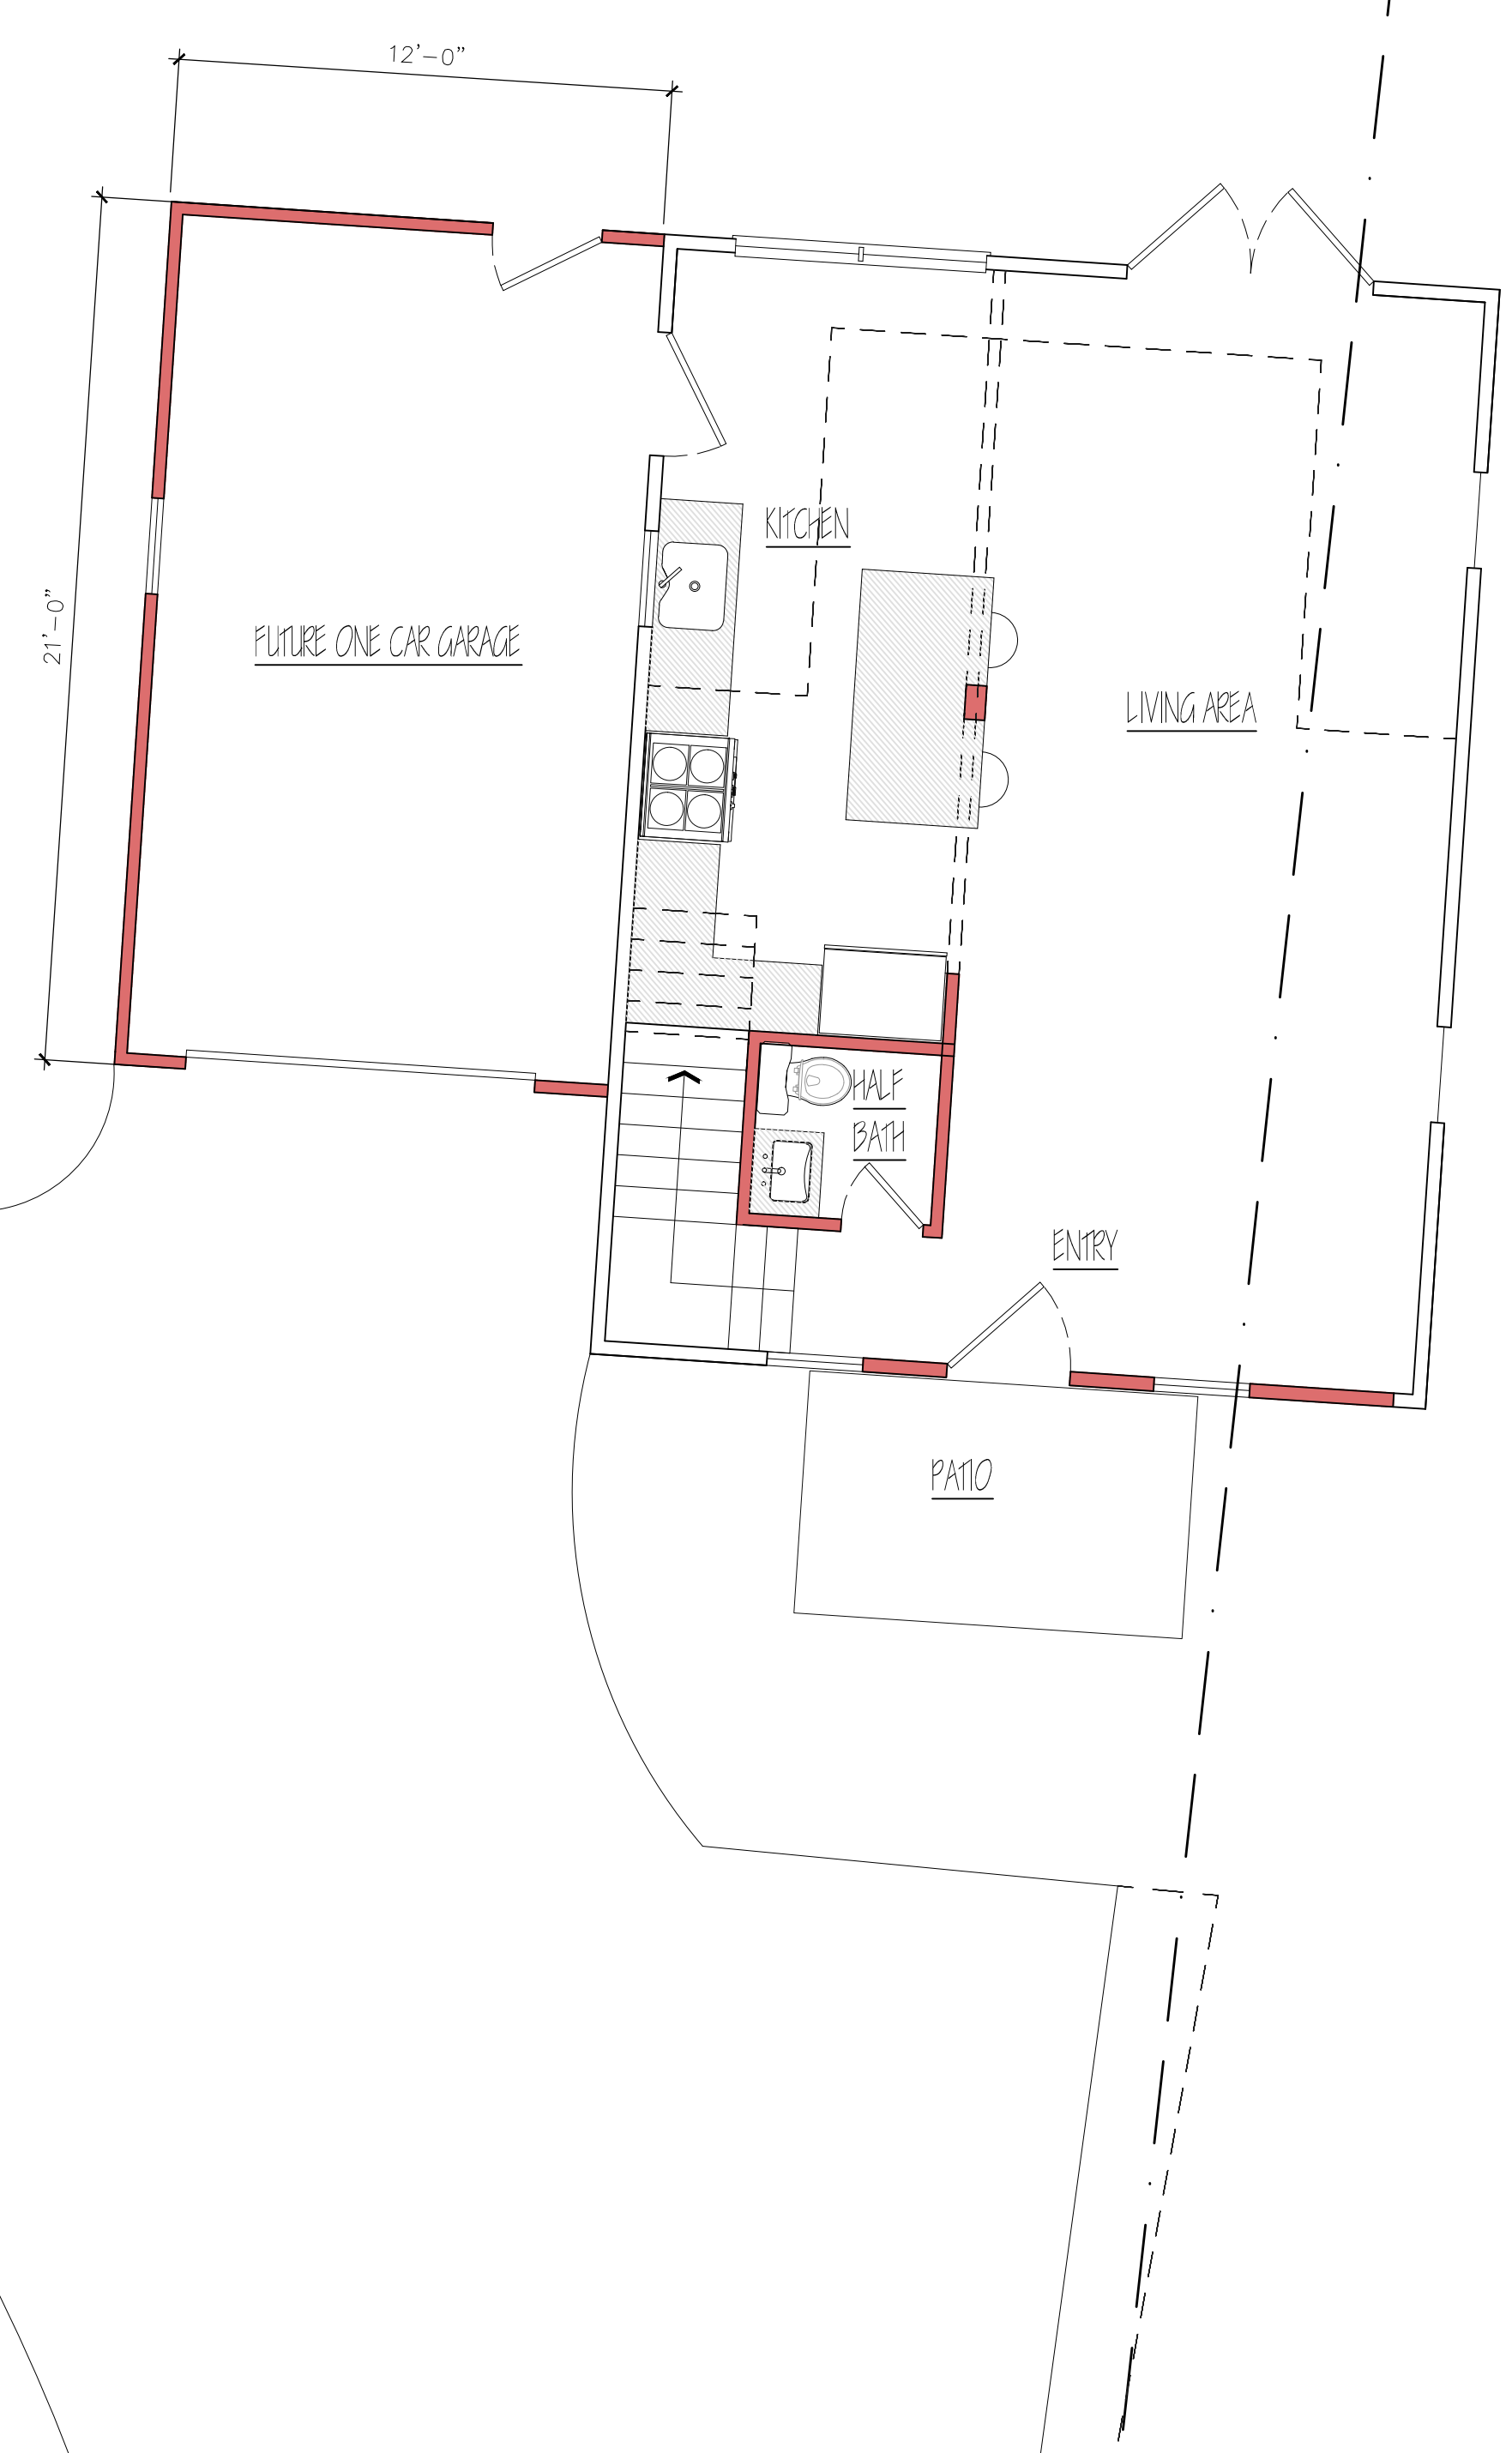 12'-0"
21'-0"
KITCHEN
FUTURE ONE CAR GARAGE
LIVING AREA
HALF
BATH
ENTRY
PATIO